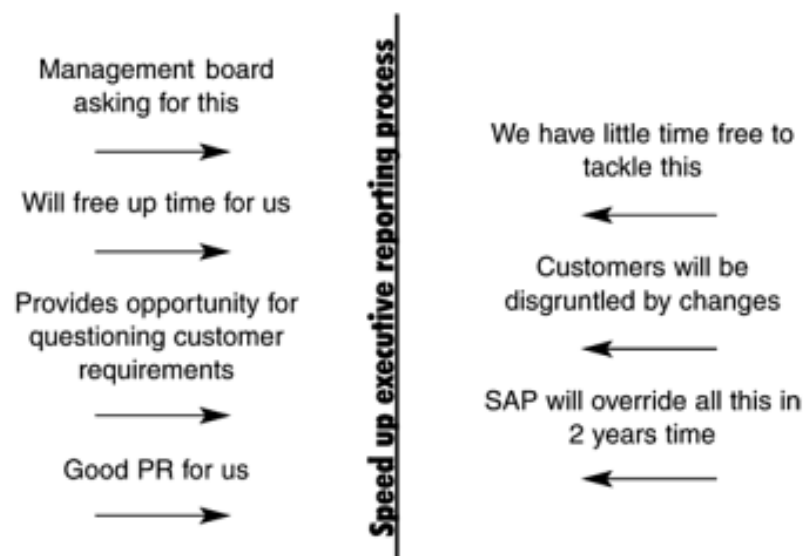 Management board
asking for this
Will free up time for us
Provides opportunity for
questioning customer
requirements
Good PR for us
Speed up executive reporting process
We have little time free to
tackle this
Customers will be
disgruntled by changes
SAP will override all this in
2 years time